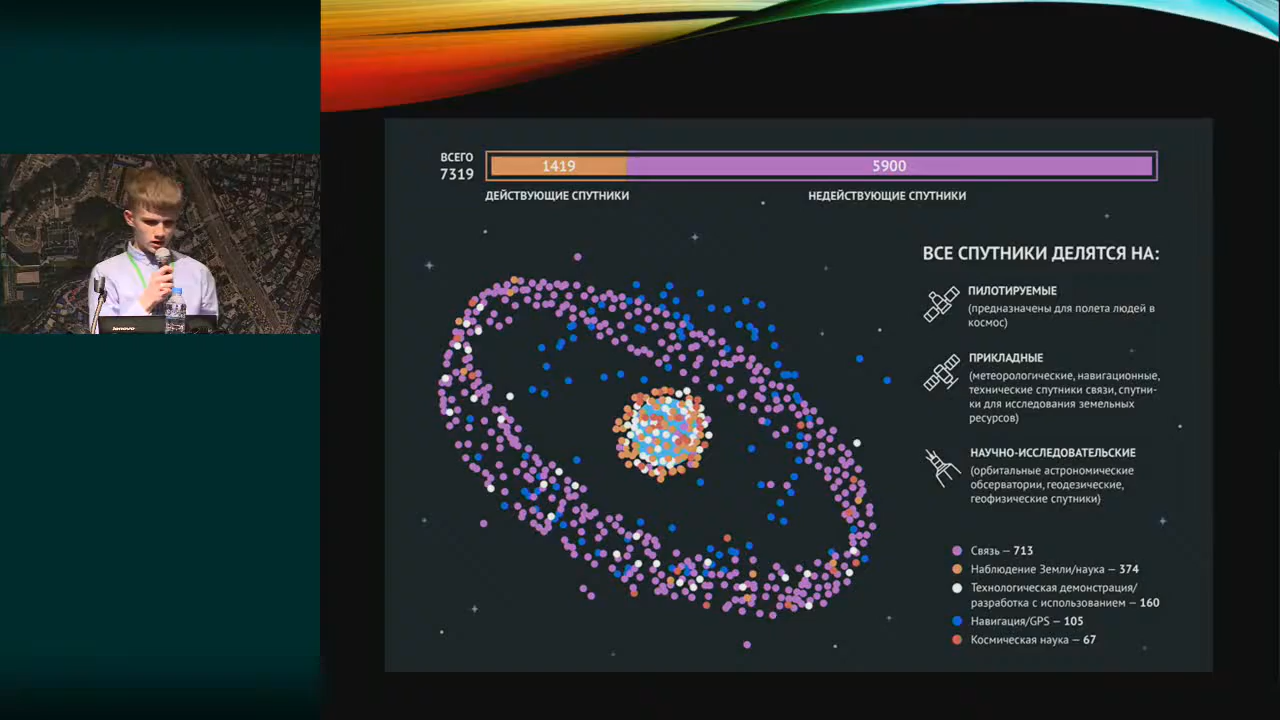 ВСЕГО
7319
1419
5900
ДЕЙСТВУЮЩИЕ СПУТНИКИ
НЕДЕЙСТВУЮЩИЕ СПУТНИКИ
ВСЕ СПУТНИКИ ДЕЛЯТСЯ НА:
ПИЛОТИРУЕМЫЕ
(предназначены для полета людей в
космос)
ПРИКЛАДНЫЕ
(метеорологические, навигационные,
технические спутники связи, спутни-
ки для исследования земельных
ресурсов)
НАУЧНО-ИССЛЕДОВАТЕЛЬСКИЕ
(орбитальные астрономические
обсерватории, геодезические,
геофизические спутники)
Связь – 713
Наблюдение Земли/наука – 374
Технологическая демонстрация/
разработка с использованием – 160
Навигация/GPS – 105
Космическая наука – 67
lenovo